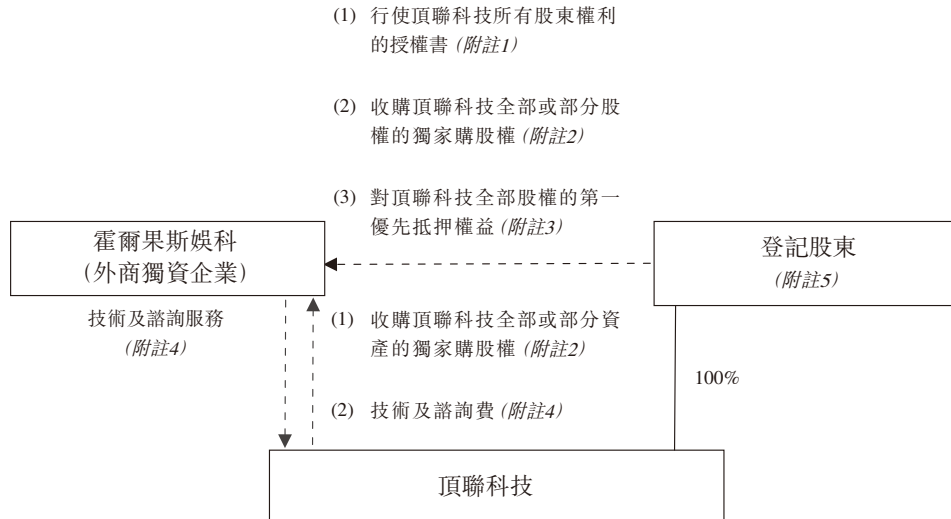 (1) 行使頂聯科技所有股東權利
的授權書 (附註1)
(2) 收購頂聯科技全部或部分股
權的獨家購股權 (附註2)
(3) 對頂聯科技全部股權的第一
優先抵押權益 (附註3)
霍爾果斯娛科
(外商獨資企業)
登記股東
(附註5)
技術及諮詢服務
(附註4)
(1) 收購頂聯科技全部或部分資
產的獨家購股權 (附註2)
(2) 技術及諮詢費 (附註4)
100%
頂聯科技